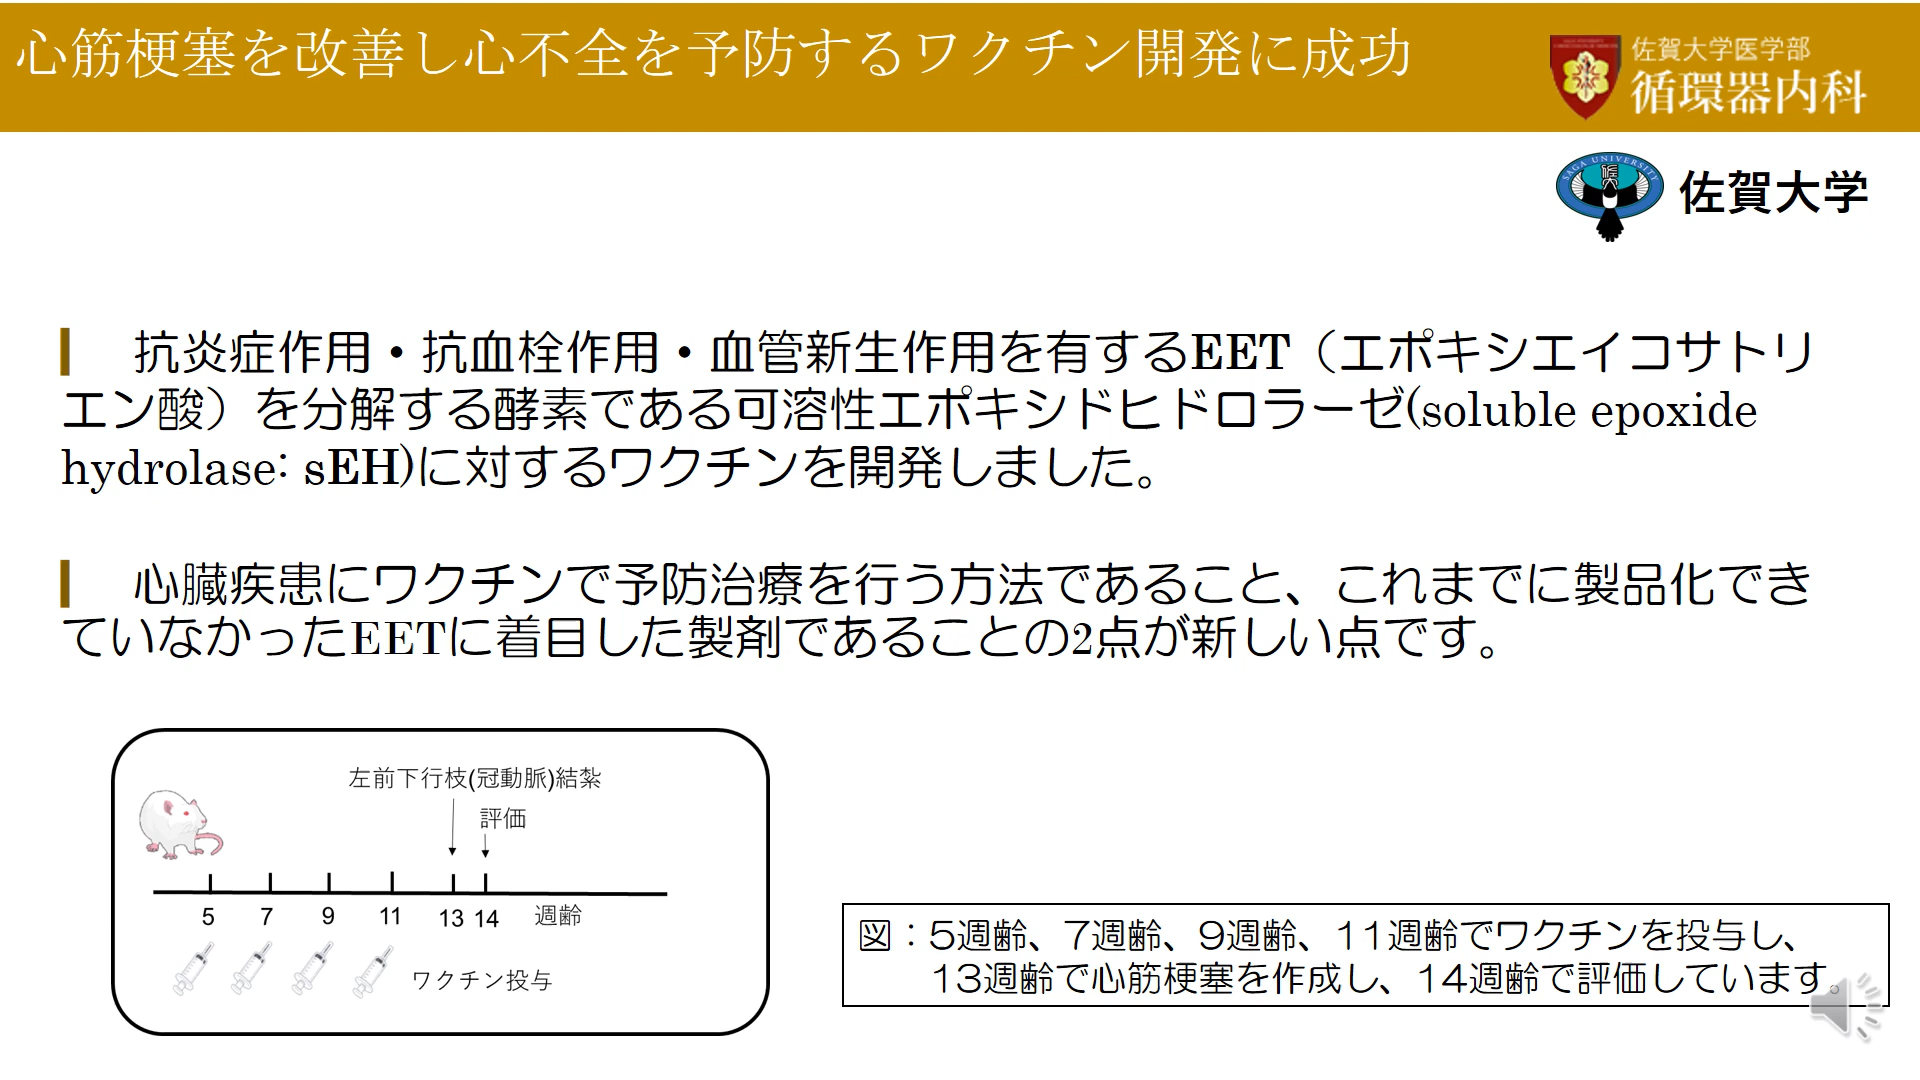 心筋梗塞を改善し心不全を予防するワクチン開発に成功
佐賀大学医学部
循環器内科
SAGA UNIVERSITY
佐賀大学
抗炎症作用・抗血栓作用・血管新生作用を有するEET（エポキシエイコサトリ
エン酸）を分解する酵素である可溶性エポキシドヒドロラーゼ(soluble epoxide
hydrolase: sEH)に対するワクチンを開発しました。
心臓疾患にワクチンで予防治療を行う方法であること、これまでに製品化でき
ていなかったEETに着目した製剤であることの2点が新しい点です。
左前下行枝(冠動脈)結紮
評価
5 7 9 11 13 14 週齢
ワクチン投与
図：5週齢、7週齢、9週齢、11週齢でワクチンを投与し、
13週齢で心筋梗塞を作成し、14週齢で評価しています。